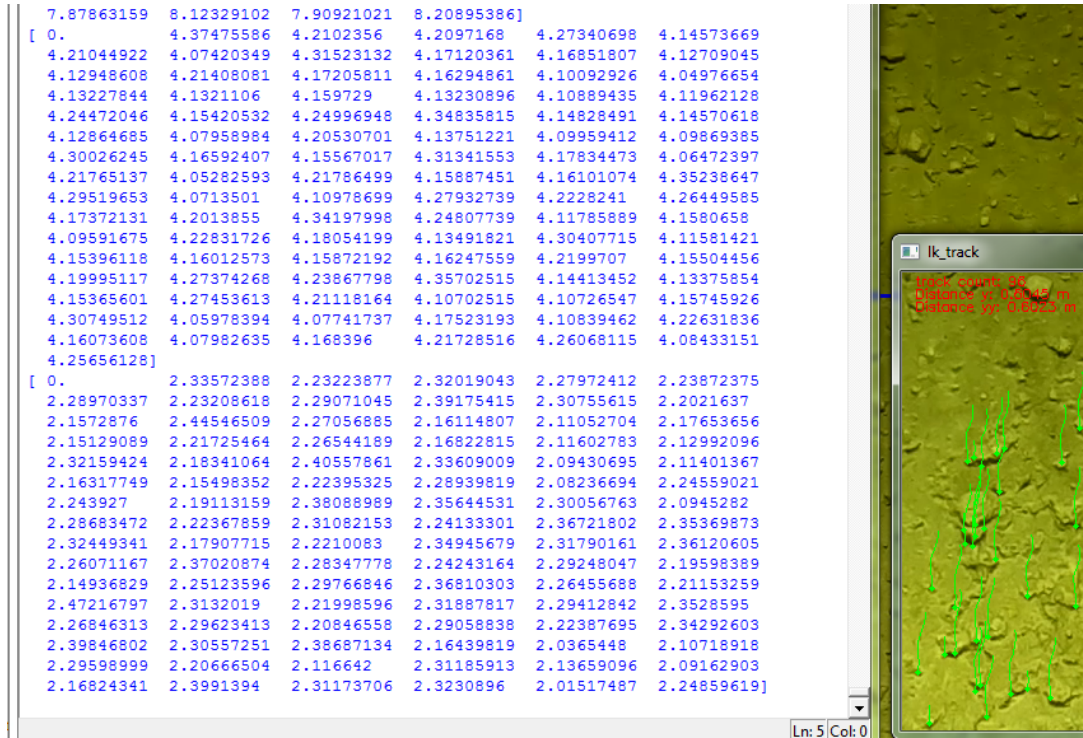 7.87863159 8.12329102 7.90921021 8.20895386]
[ 0. 4.37475586 4.2102356 4.2097168 4.27340698 4.14573669
4.21044922 4.07420349 4.31523132 4.17120361 4.16851807 4.12709045
4.12948608 4.21408081 4.17205811 4.16294861 4.10092926 4.04976654
4.13227844 4.1321106 4.159729 4.13230896 4.10889435 4.11962128
4.24472046 4.15420532 4.24996948 4.34835815 4.14828491 4.14570618
4.12864685 4.07958984 4.20530701 4.13751221 4.09959412 4.09869385
4.30026245 4.16592407 4.15567017 4.31341553 4.17834473 4.06472397
4.21765137 4.05282593 4.21786499 4.15887451 4.16101074 4.35238647
4.29519653 4.0713501 4.10978699 4.27932739 4.2228241 4.26449585
4.17372131 4.2013855 4.34197998 4.24807739 4.11785889 4.1580658
4.09591675 4.22831726 4.18054199 4.13491821 4.30407715 4.11581421
4.15396118 4.16012573 4.15872192 4.16247559 4.2199707 4.15504456
4.19995117 4.27374268 4.23867798 4.35702515 4.14413452 4.13375854
4.15365601 4.27453613 4.21118164 4.10702515 4.10726547 4.15745926
4.30749512 4.05978394 4.07741737 4.17523193 4.10839462 4.22631836
4.16073608 4.07982635 4.168396 4.21728516 4.26068115 4.08433151
4.25656128]
[ 0. 2.33572388 2.23223877 2.32019043 2.27972412 2.23872375
2.28970337 2.23208618 2.29071045 2.39175415 2.30755615 2.2021637
2.1572876 2.44546509 2.27056885 2.16114807 2.11052704 2.17653656
2.15129089 2.21725464 2.26544189 2.16822815 2.11602783 2.12992096
2.32159424 2.18341064 2.40557861 2.33609009 2.09430695 2.11401367
2.16317749 2.15498352 2.22395325 2.28939819 2.08236694 2.24559021
2.243927 2.19113159 2.38088989 2.35644531 2.30056763 2.0945282
2.28683472 2.22367859 2.31082153 2.24133301 2.36721802 2.35369873
2.32449341 2.17907715 2.2210083 2.34945679 2.31790161 2.36120605
2.26071167 2.37020874 2.28347778 2.24243164 2.29248047 2.19598389
2.14936829 2.25123596 2.29766846 2.36810303 2.26455688 2.21153259
2.47216797 2.3132019 2.21998596 2.31887817 2.29412842 2.3528595
2.26846313 2.29623413 2.20846558 2.29058838 2.22387695 2.34292603
2.39846802 2.30557251 2.38687134 2.16439819 2.0365448 2.10718918
2.29598999 2.20666504 2.116642 2.31185913 2.13659096 2.09162903
2.16824341 2.3991394 2.31173706 2.3230896 2.01517487 2.24859619]
Ln: 5 Col: 0
lk_track
track count: 96
Distance y: m
Distance yy: 0.6023 m